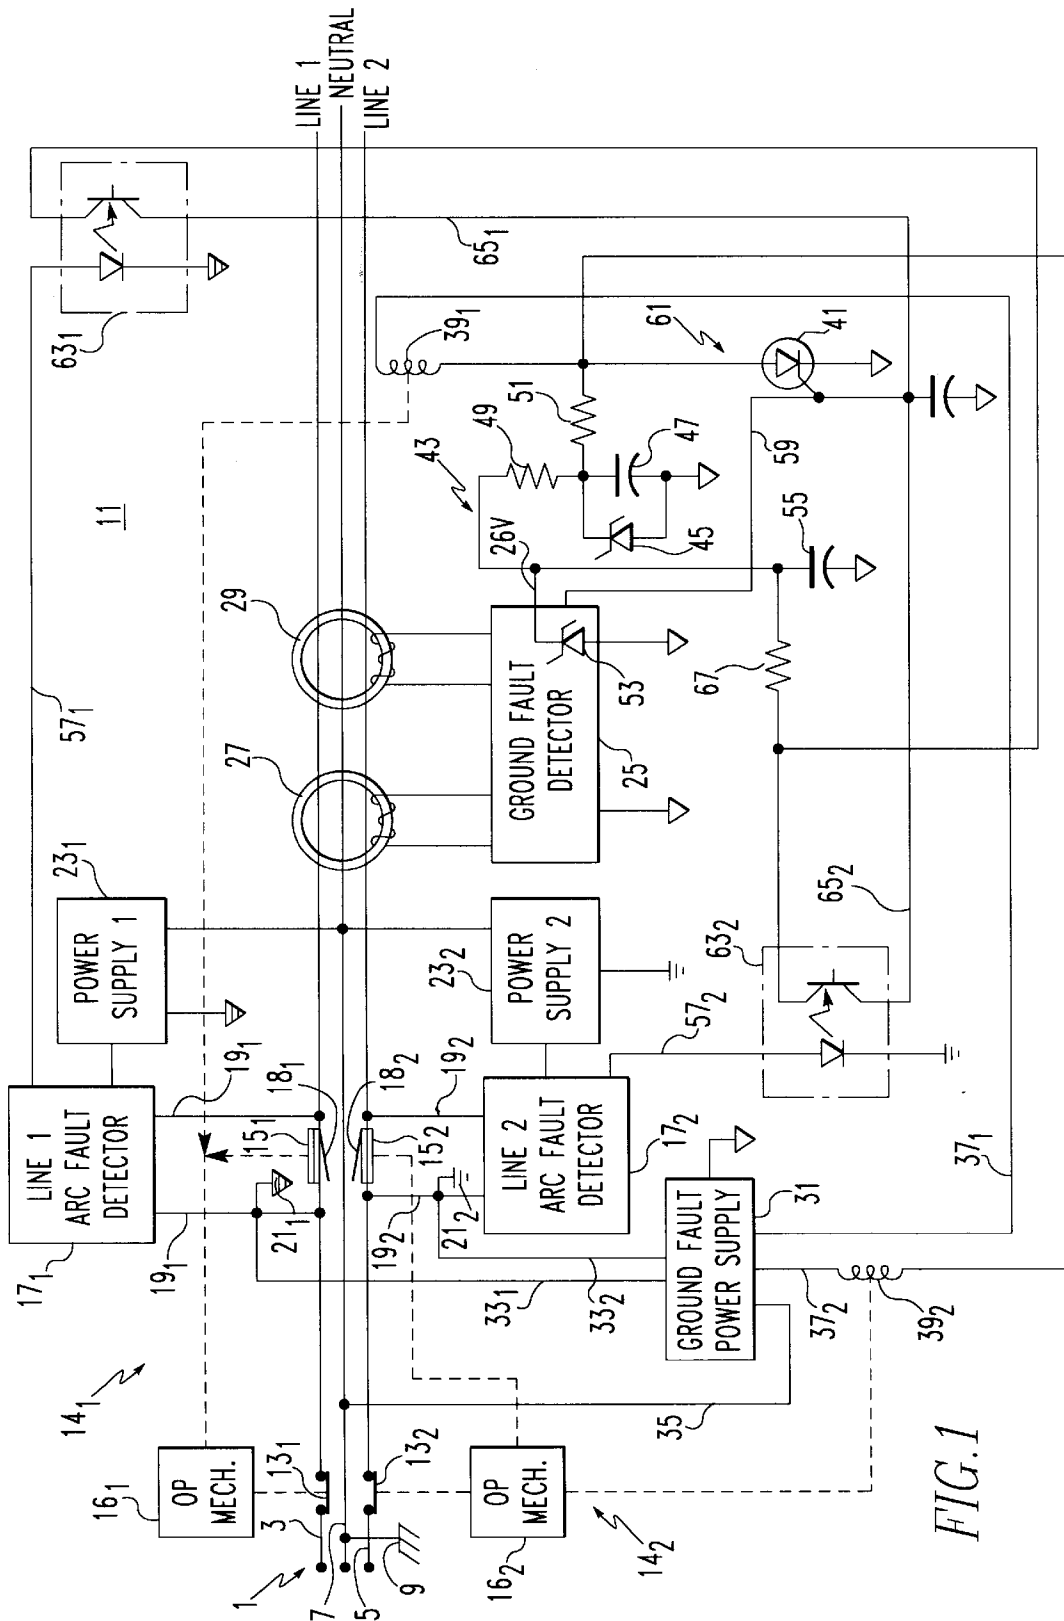 LINE 1
NEUTRAL
LINE 2
11
63₁
65₁
57₁
29
27
39₁
61
41
51
49
43
47
59
26V
45
55
53
67
GROUND FAULT
DETECTOR
25
23₁
POWER
SUPPLY 1
POWER
SUPPLY 2
23₂
65₂
63₂
57₂
LINE 1
ARC FAULT
DETECTOR
17₁
19₁
19₁
18₁
15₁
21₁
18₂
15₂
19₂
19₂
21₂
LINE 2
ARC FAULT
DETECTOR
17₂
37₁
31
GROUND FAULT
POWER SUPPLY
33₁
33₂
37₂
39₂
35
14₁
16₁
OP
MECH.
13₁
13₂
3
1
7
5
9
OP
MECH.
16₂
14₂
FIG.1